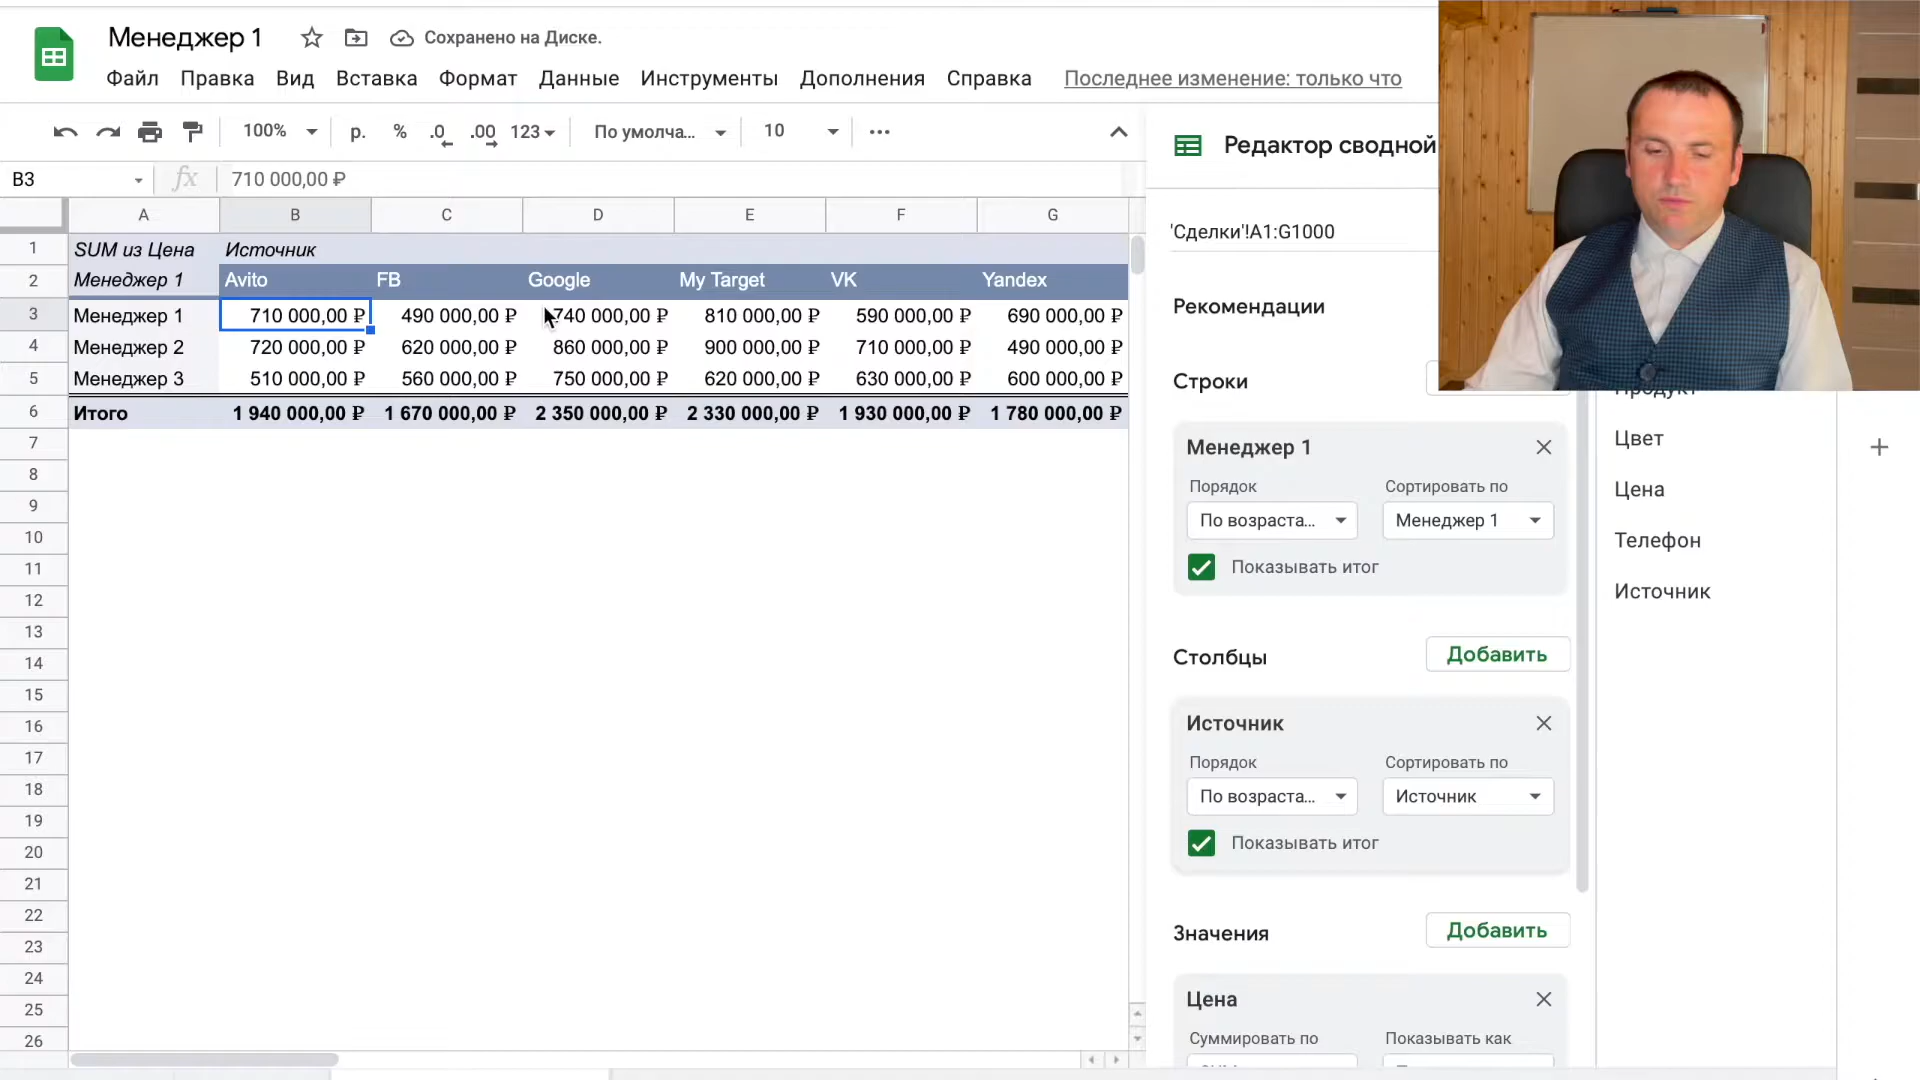 Менеджер 1 Сохранено на Диске.
Файл Правка Вид Вставка Формат Данные Инструменты Дополнения Справка Последнее изменение: только что
100% р. % .0 .00 123 По умолча... 10
Редактор сводной
B3 fx 710 000,00 ₽
A B C D E F G
'Сделки'!A1:G1000
1 SUM из Цена Источник
2 Менеджер 1 Avito FB Google My Target VK Yandex
3 Менеджер 1 710 000,00 ₽ 490 000,00 ₽ 740 000,00 ₽ 810 000,00 ₽ 590 000,00 ₽ 690 000,00 ₽
4 Менеджер 2 720 000,00 ₽ 620 000,00 ₽ 860 000,00 ₽ 900 000,00 ₽ 710 000,00 ₽ 490 000,00 ₽
5 Менеджер 3 510 000,00 ₽ 560 000,00 ₽ 750 000,00 ₽ 620 000,00 ₽ 630 000,00 ₽ 600 000,00 ₽
6 Итого 1 940 000,00 ₽ 1 670 000,00 ₽ 2 350 000,00 ₽ 2 330 000,00 ₽ 1 930 000,00 ₽ 1 780 000,00 ₽
7
8
9
10
11
12
13
14
15
16
17
18
19
20
21
22
23
24
25
26
Рекомендации
Строки
Менеджер 1
Порядок Сортировать по
По возраста... Менеджер 1
Показывать итог
Столбцы Добавить
Источник
Порядок Сортировать по
По возраста... Источник
Показывать итог
Значения Добавить
Цена
Суммировать по Показывать как
Продукт
Цвет
Цена
Телефон
Источник